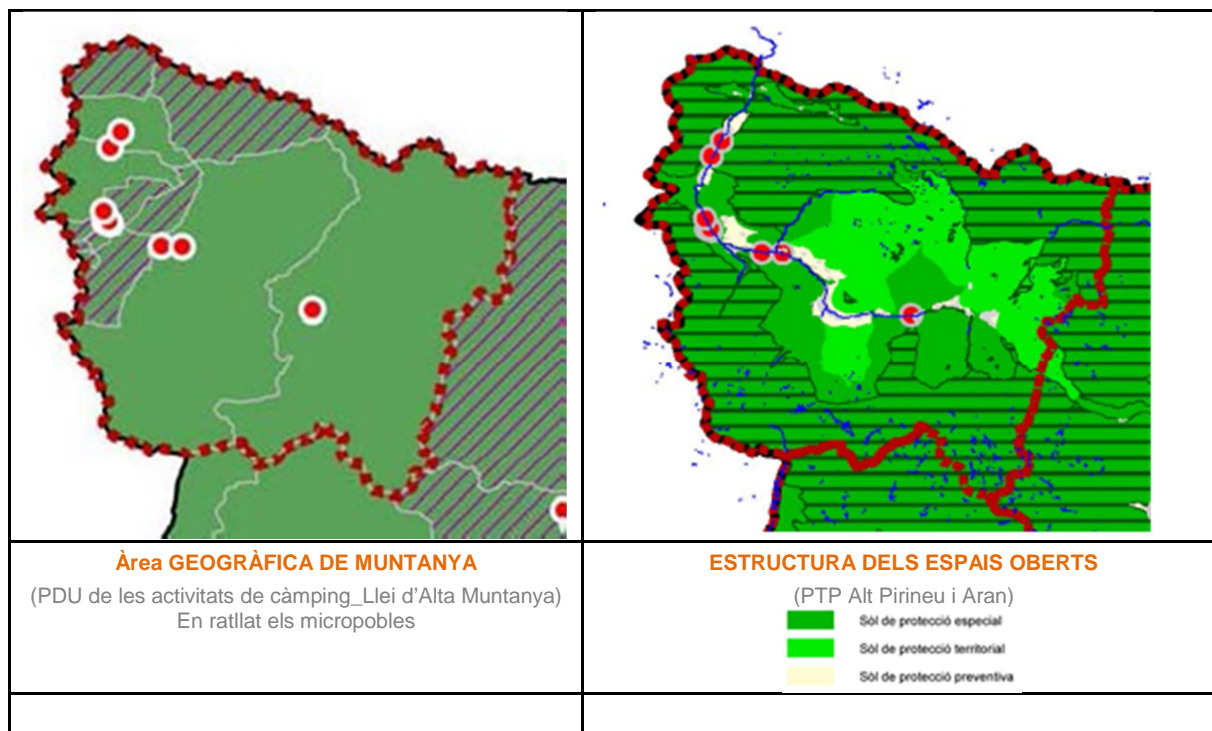 Àrea GEOGRÀFICA DE MUNTANYA
(PDU de les activitats de càmping_Llei d'Alta Muntanya)
En ratllat els micropobles
ESTRUCTURA DELS ESPAIS OBERTS
(PTP Alt Pirineu i Aran)
Sòl de protecció especial
Sòl de protecció territorial
Sòl de protecció preventiva